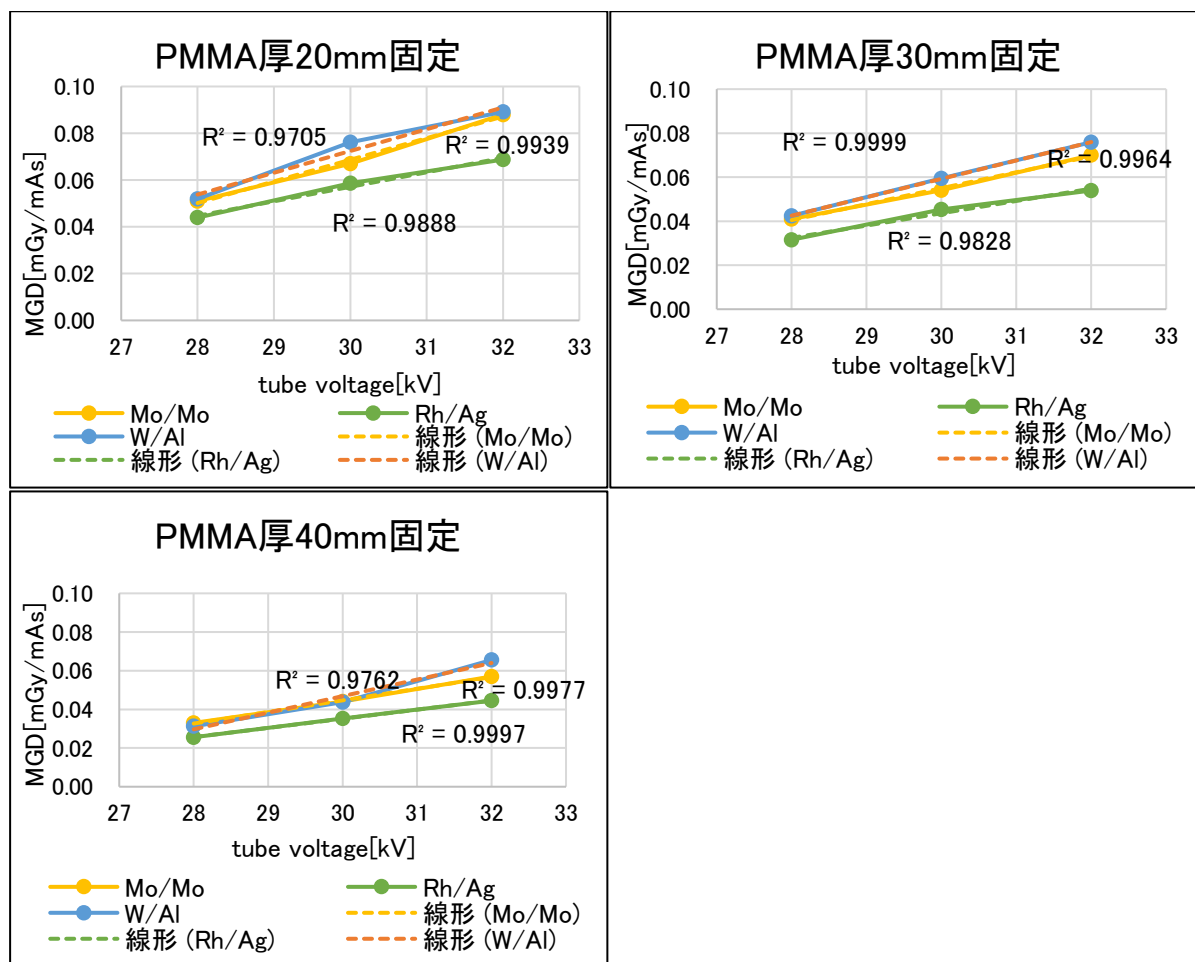 PMMA厚20mm固定
MGD[mGy/mAs]
0.10
0.08
0.06
0.04
0.02
0.00
R² = 0.9705
R² = 0.9939
R² = 0.9888
27 28 29 30 31 32 33
tube voltage[kV]
Mo/Mo Rh/Ag
W/Al 線形 (Mo/Mo)
線形 (Rh/Ag) 線形 (W/Al)
PMMA厚30mm固定
MGD[mGy/mAs]
0.10
0.08
0.06
0.04
0.02
0.00
R² = 0.9999
R² = 0.9964
R² = 0.9828
27 28 29 30 31 32 33
tube voltage[kV]
Mo/Mo Rh/Ag
W/Al 線形 (Mo/Mo)
線形 (Rh/Ag) 線形 (W/Al)
PMMA厚40mm固定
MGD[mGy/mAs]
0.10
0.08
0.06
0.04
0.02
0.00
R² = 0.9762
R² = 0.9977
R² = 0.9997
27 28 29 30 31 32 33
tube voltage[kV]
Mo/Mo Rh/Ag
W/Al 線形 (Mo/Mo)
線形 (Rh/Ag) 線形 (W/Al)